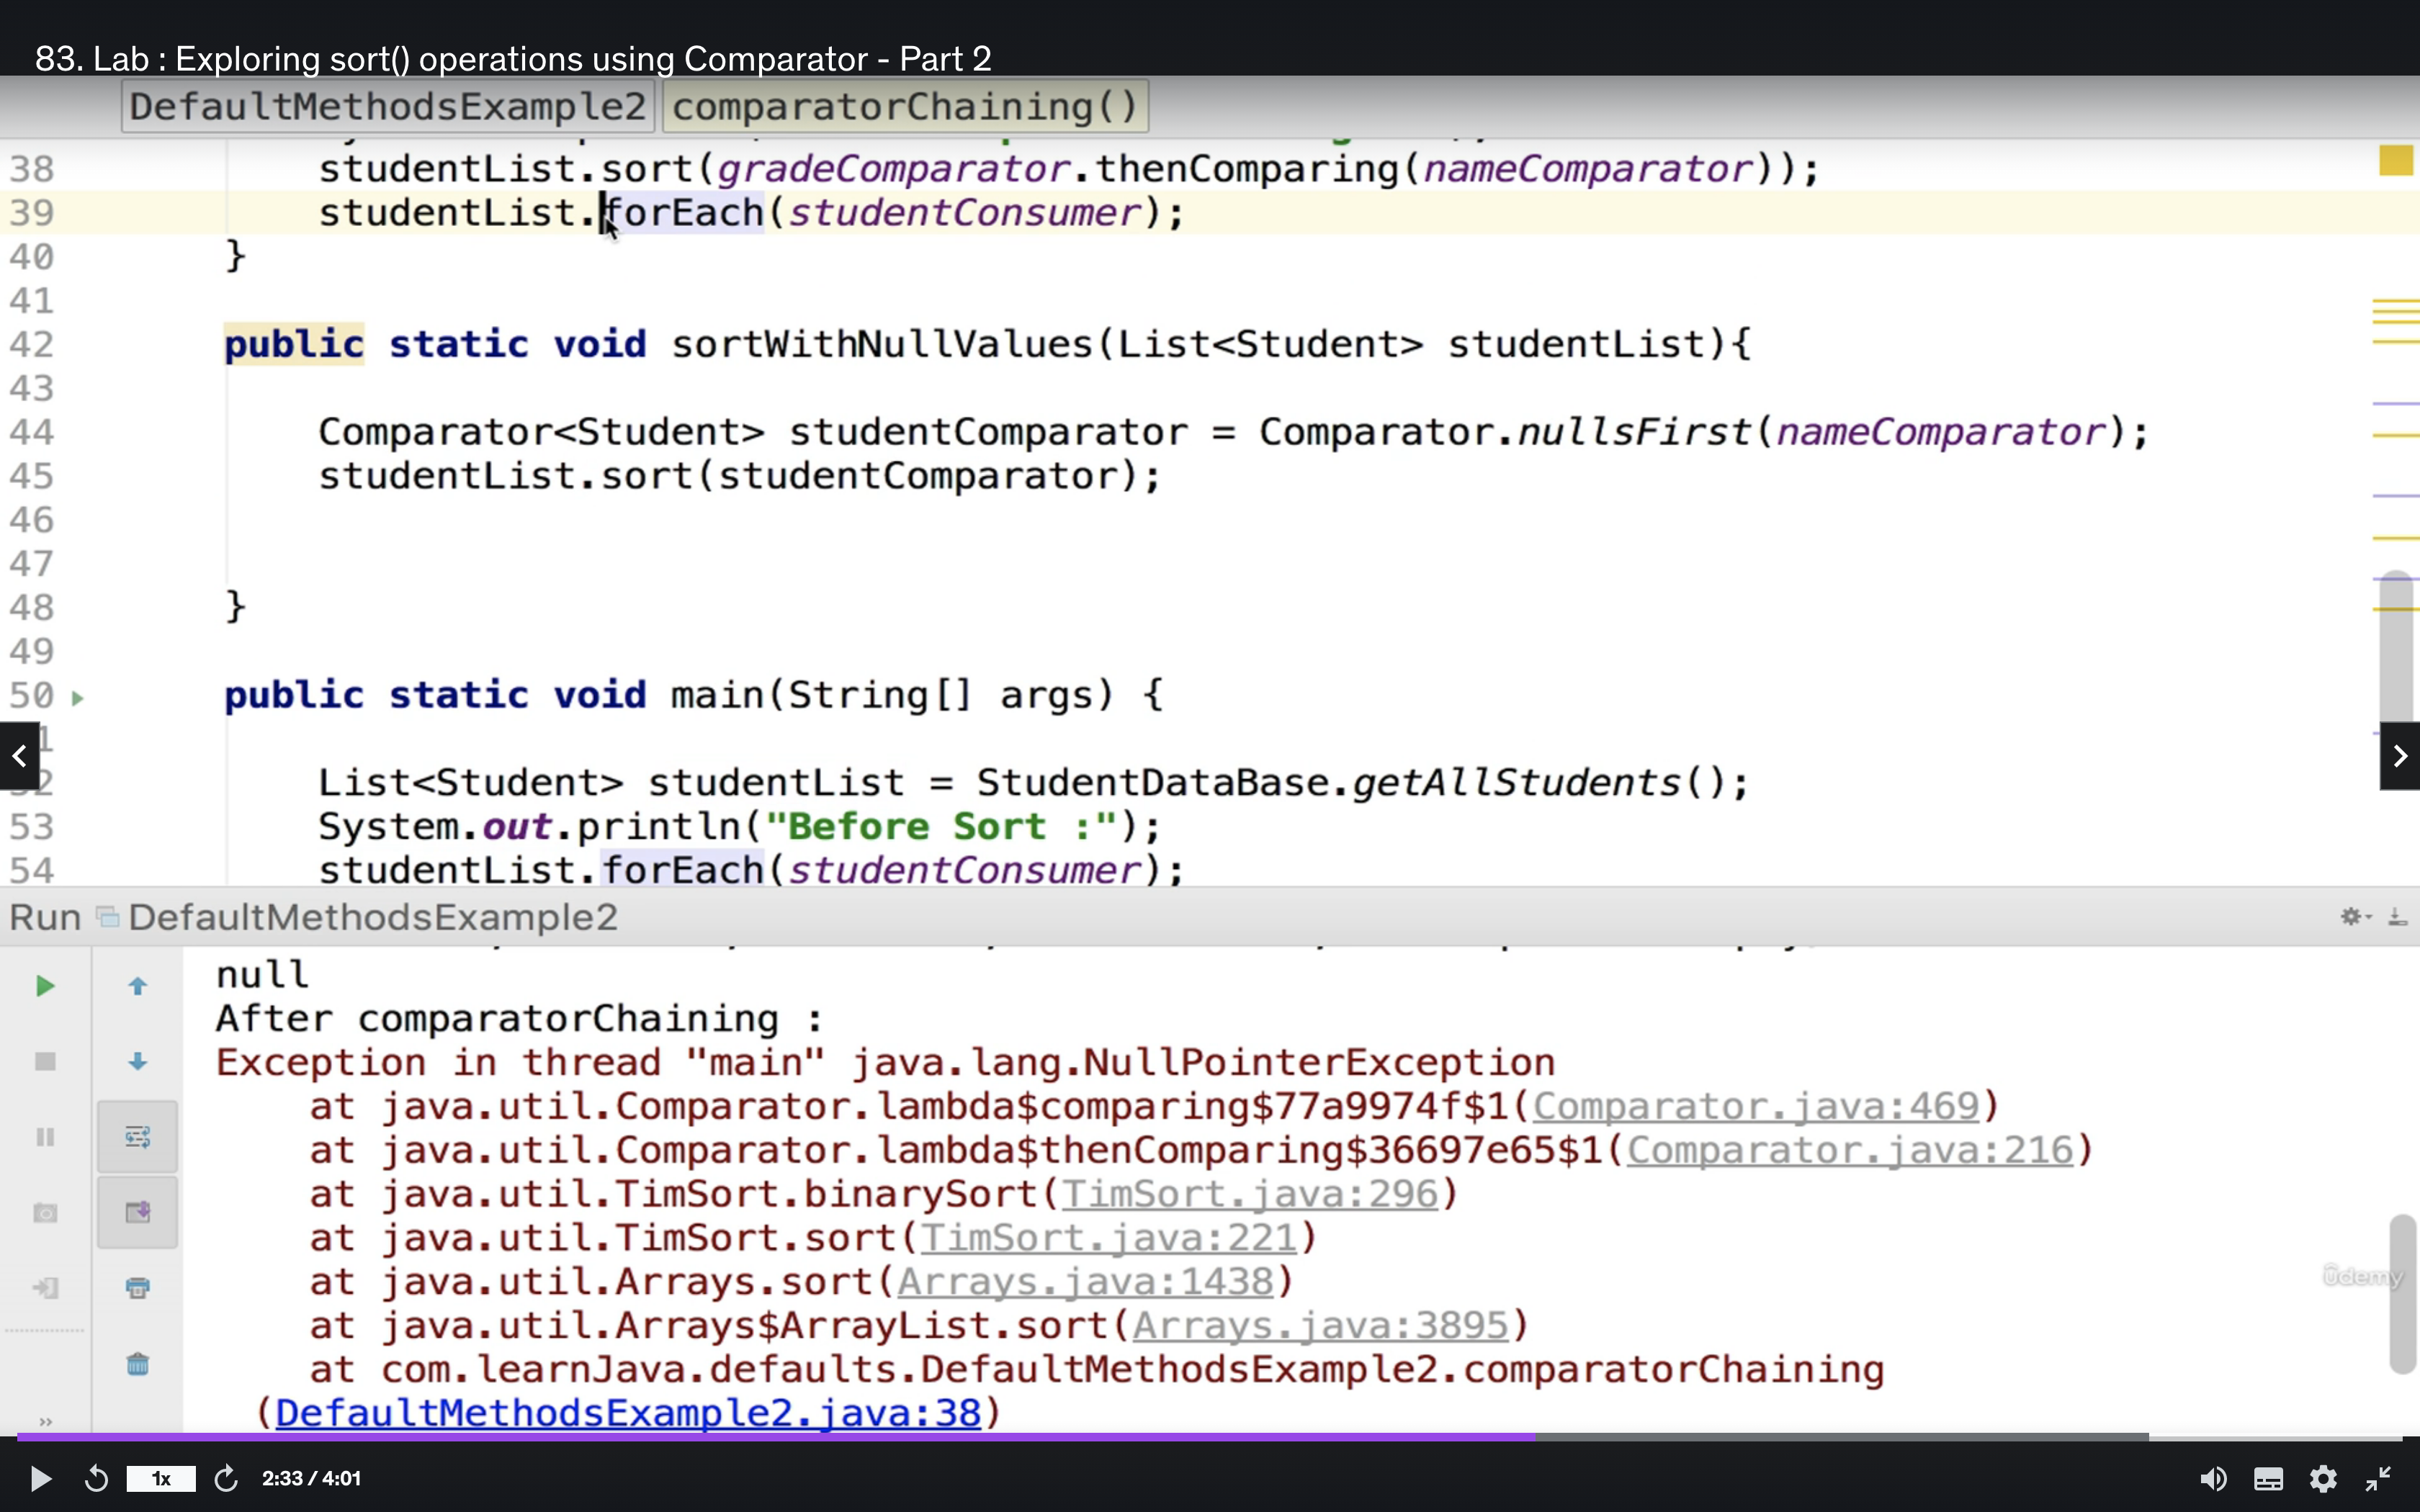 83. Lab : Exploring sort() operations using Comparator - Part 2
DefaultMethodsExample2 comparatorChaining()
38 studentList.sort(gradeComparator.thenComparing(nameComparator));
39 studentList.forEach(studentConsumer);
40 }
41
42 public static void sortWithNullValues(List<Student> studentList){
43
44 Comparator<Student> studentComparator = Comparator.nullsFirst(nameComparator);
45 studentList.sort(studentComparator);
46
47
48 }
49
50 public static void main(String[] args) {
1
2 List<Student> studentList = StudentDataBase.getAllStudents();
53 System.out.println("Before Sort :");
54 studentList.forEach(studentConsumer);
Run DefaultMethodsExample2
null
After comparatorChaining :
Exception in thread "main" java.lang.NullPointerException
at java.util.Comparator.lambda$comparing$77a9974f$1(Comparator.java:469)
at java.util.Comparator.lambda$thenComparing$36697e65$1(Comparator.java:216)
at java.util.TimSort.binarySort(TimSort.java:296)
at java.util.TimSort.sort(TimSort.java:221)
at java.util.Arrays.sort(Arrays.java:1438)
at java.util.Arrays$ArrayList.sort(Arrays.java:3895)
at com.learnJava.defaults.DefaultMethodsExample2.comparatorChaining
(DefaultMethodsExample2.java:38)
ûdemy
1x 2:33 / 4:01